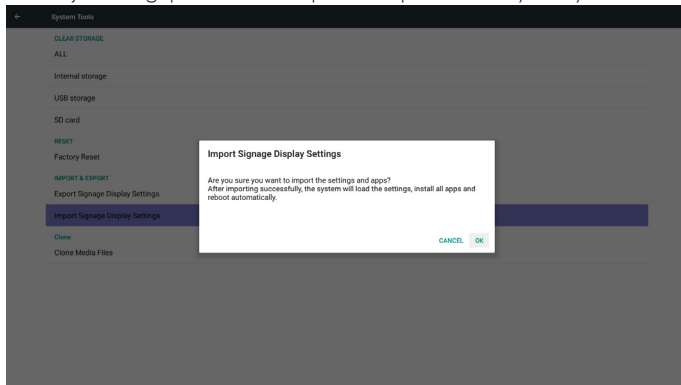 System Tools
CLEAR STORAGE
ALL
Internal storage
USB storage
SD card
RESET
Factory Reset
IMPORT & EXPORT
Export Signage Display Settings
Import Signage Display Settings
Clone
Clone Media Files
Import Signage Display Settings
Are you sure you want to import the settings and apps?
After importing successfully, the system will load the settings, install all apps and
reboot automatically.
CANCEL OK